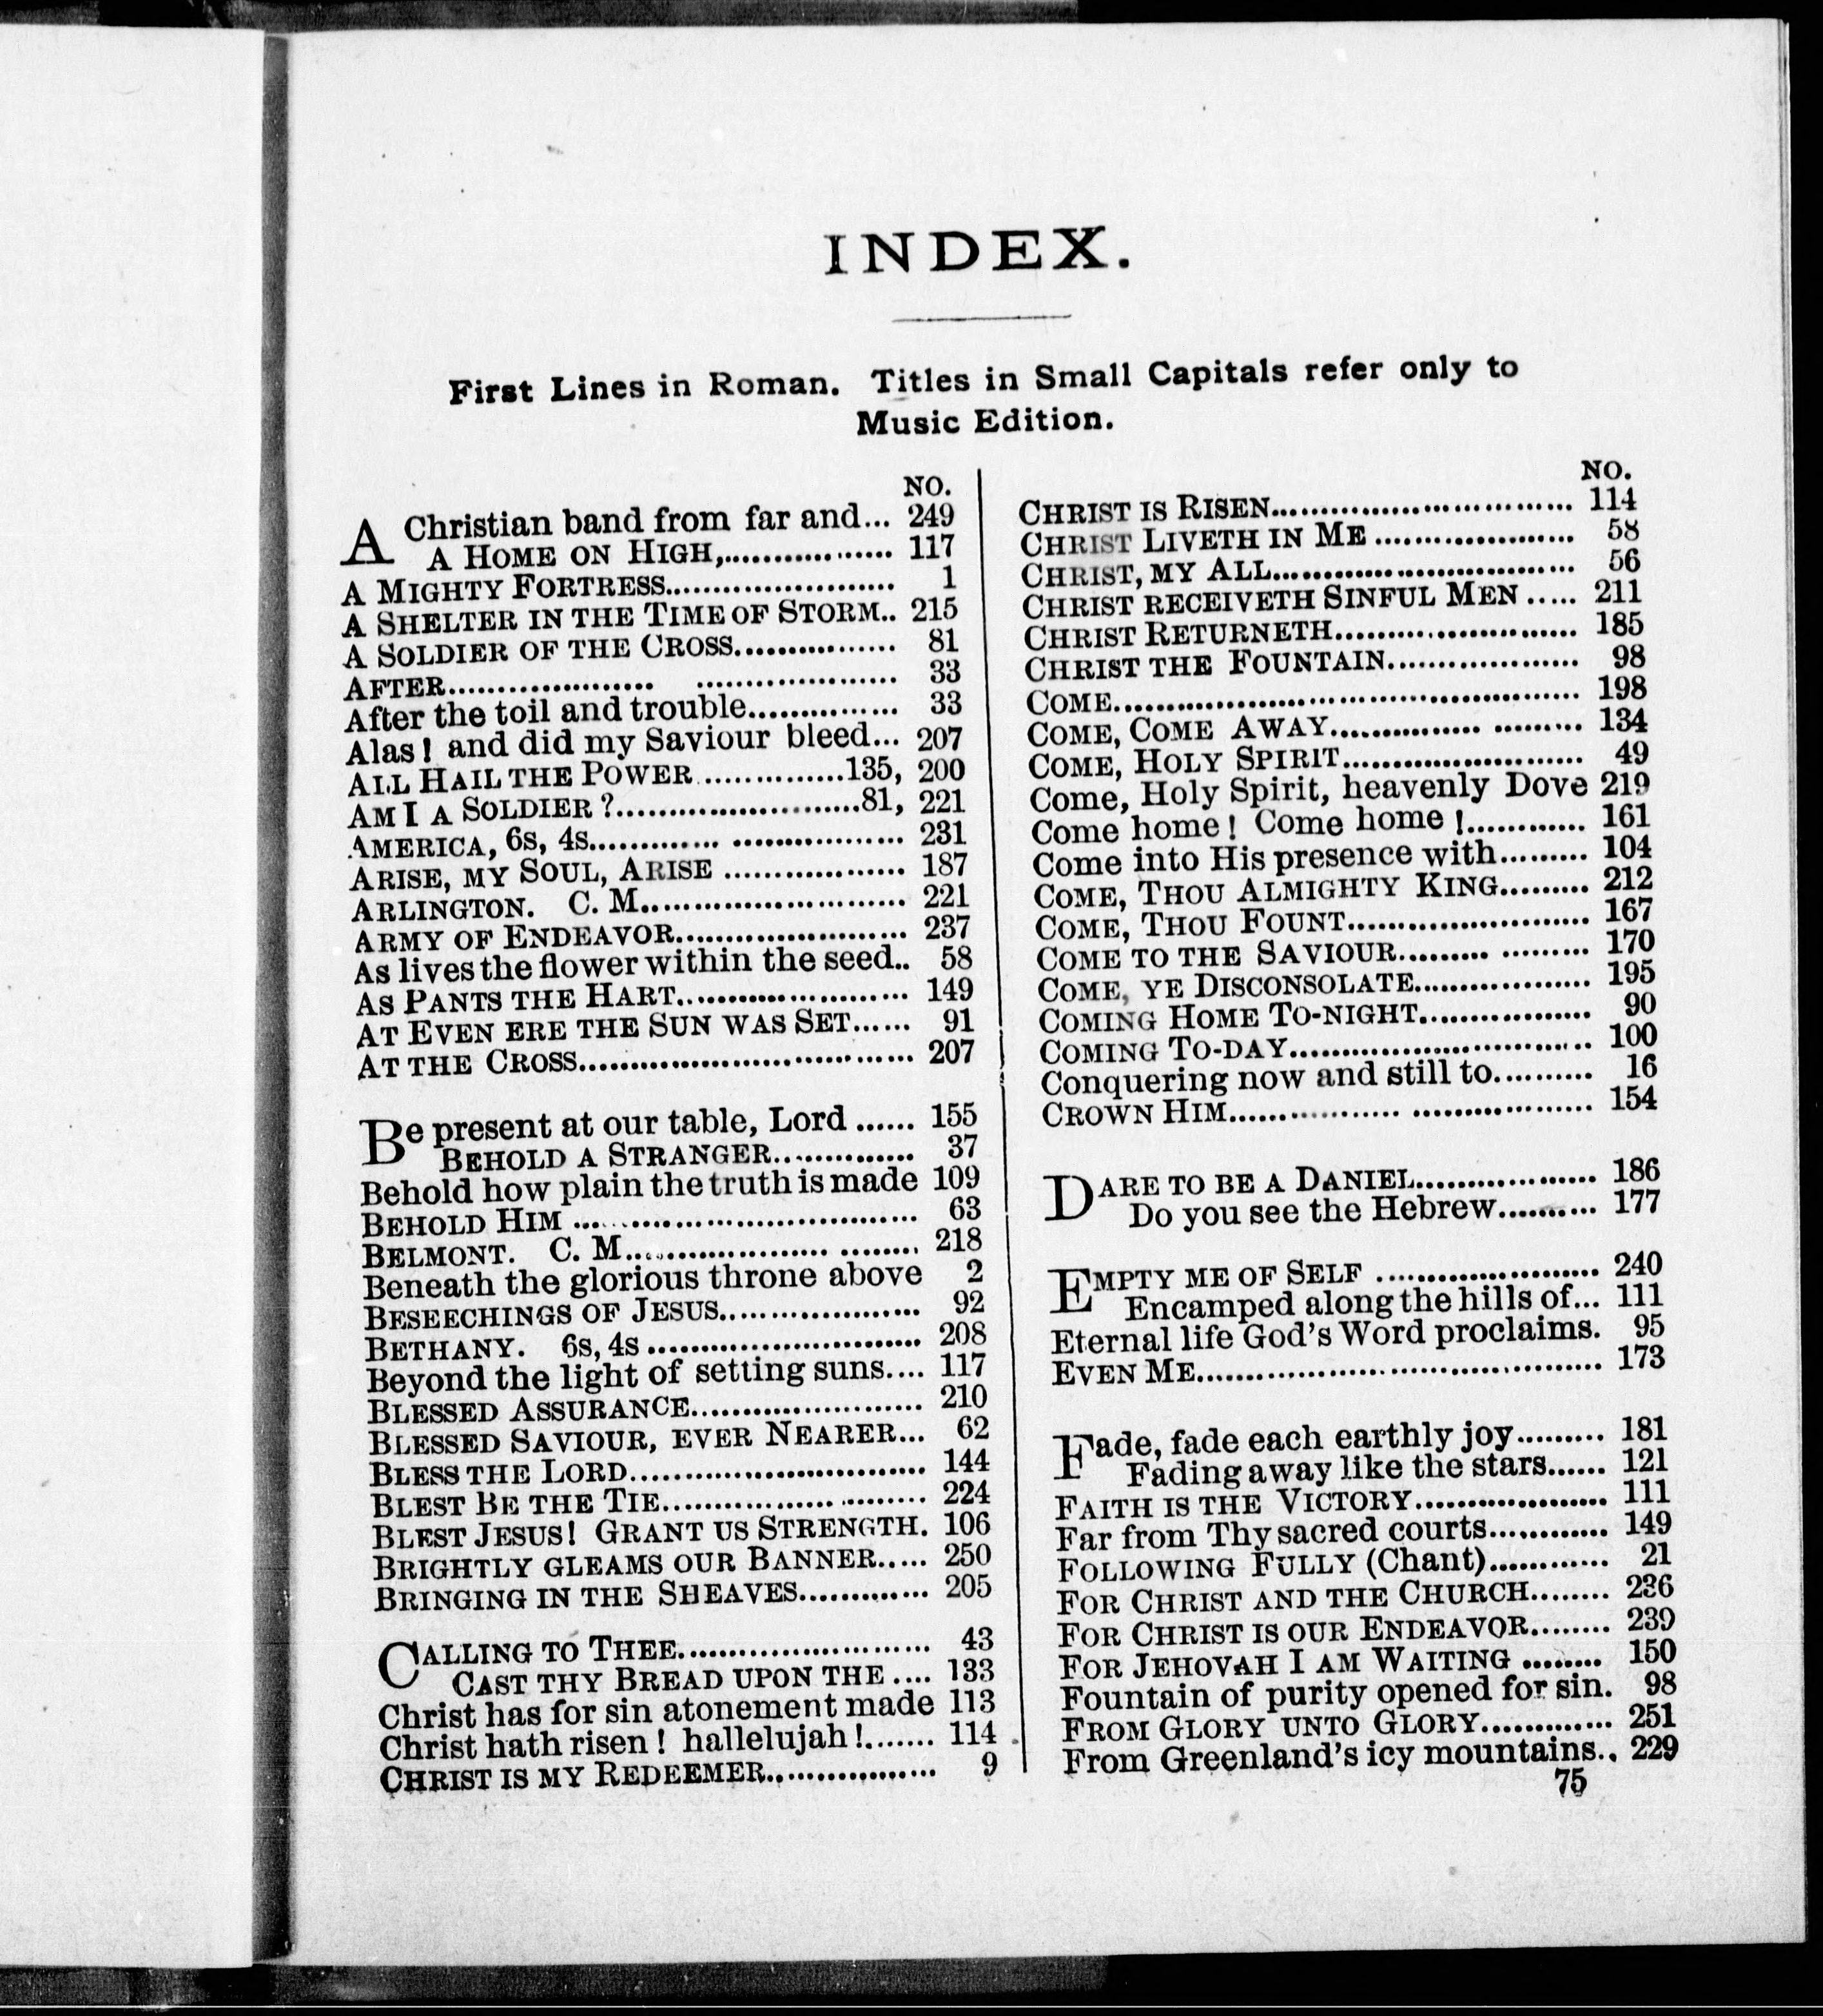 INDEX.
First Lines in Roman. Titles in Small Capitals refer only to
Music Edition.
NO.
A Christian band from far and... 249
A HOME ON HIGH,................. 117
A MIGHTY FORTRESS....................... 1
A SHELTER IN THE TIME OF STORM.. 215
A SOLDIER OF THE CROSS................ 81
AFTER.................... .................... 33
After the toil and trouble............... 33
Alas! and did my Saviour bleed... 207
ALL HAIL THE POWER ..............135, 200
AM I A SOLDIER?........................81, 221
AMERICA, 6s, 4s............. ................. 231
ARISE, MY SOUL, ARISE .................. 187
ARLINGTON. C. M.......................... 221
ARMY OF ENDEAVOR....................... 237
As lives the flower within the seed.. 58
AS PANTS THE HART....................... 149
AT EVEN ERE THE SUN WAS SET...... 91
AT THE CROSS................................. 207
Be present at our table, Lord ...... 155
BEHOLD A STRANGER.............. 37
Behold how plain the truth is made 109
BEHOLD HIM .................................. 63
BELMONT. C. M..................... ........ 218
Beneath the glorious throne above 2
BESEECHINGS OF JESUS.................... 92
BETHANY. 6s, 4s ........................... 208
Beyond the light of setting suns.... 117
BLESSED ASSURANCE....................... 210
BLESSED SAVIOUR, EVER NEARER... 62
BLESS THE LORD............................. 144
BLEST BE THE TIE................. ......... 224
BLEST JESUS! GRANT US STRENGTH. 106
BRIGHTLY GLEAMS OUR BANNER..... 250
BRINGING IN THE SHEAVES............. 205
CALLING TO THEE......................... 43
CAST THY BREAD UPON THE .... 133
Christ has for sin atonement made 113
Christ hath risen! hallelujah!....... 114
CHRIST IS MY REDEEMER................. 9
NO.
CHRIST IS RISEN.............................. 114
CHRIST LIVETH IN ME .................... 58
CHRIST, MY ALL.............................. 56
CHRIST RECEIVETH SINFUL MEN ..... 211
CHRIST RETURNETH........................ 185
CHRIST THE FOUNTAIN................... 98
COME.............................................. 198
COME, COME AWAY............... ......... 134
COME, HOLY SPIRIT........................ 49
Come, Holy Spirit, heavenly Dove 219
Come home! Come home!............ 161
Come into His presence with......... 104
COME, THOU ALMIGHTY KING......... 212
COME, THOU FOUNT........................ 167
COME TO THE SAVIOUR......... ......... 170
COME, YE DISCONSOLATE................. 195
COMING HOME TO-NIGHT................. 90
COMING TO-DAY.............................. 100
Conquering now and still to.......... 16
CROWN HIM................. .................. 154
DARE TO BE A DANIEL.................. 186
Do you see the Hebrew.......... 177
EMPTY ME OF SELF ...................... 240
Encamped along the hills of... 111
Eternal life God's Word proclaims. 95
EVEN ME........................................ 173
Fade, fade each earthly joy......... 181
Fading away like the stars...... 121
FAITH IS THE VICTORY................... 111
Far from Thy sacred courts............ 149
FOLLOWING FULLY (Chant)............ 21
FOR CHRIST AND THE CHURCH........ 236
FOR CHRIST IS OUR ENDEAVOR........ 239
FOR JEHOVAH I AM WAITING ........ 150
Fountain of purity opened for sin. 98
FROM GLORY UNTO GLORY............. 251
From Greenland's icy mountains.. 229
75